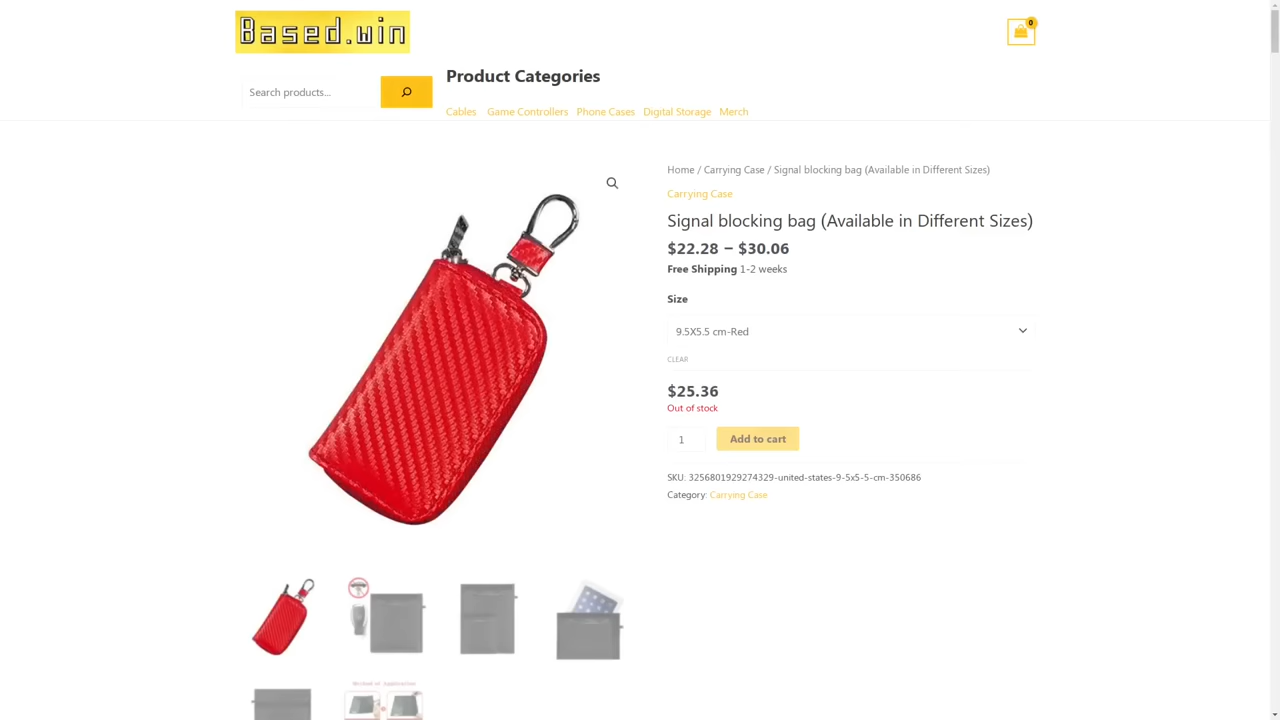 Based.win
0
Search products...
Product Categories
Cables
Game Controllers
Phone Cases
Digital Storage
Merch
Home / Carrying Case / Signal blocking bag (Available in Different Sizes)
Carrying Case
Signal blocking bag (Available in Different Sizes)
$22.28 – $30.06
Free Shipping 1-2 weeks
Size
9.5X5.5 cm-Red
CLEAR
$25.36
Out of stock
1
Add to cart
SKU: 3256801929274329-united-states-9-5x5-5-cm-350686
Category: Carrying Case
Method of Application